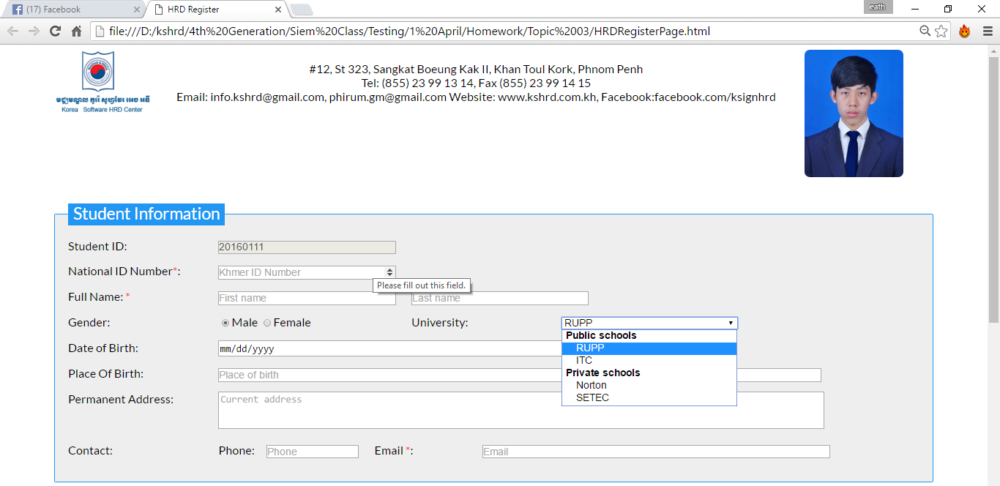 (17) Facebook
HRD Register
eath
file:///D:/kshrd/4th%20Generation/Siem%20Class/Testing/1%20April/Homework/Topic%2003/HRDRegisterPage.html
#12, St 323, Sangkat Boeung Kak II, Khan Toul Kork, Phnom Penh
Tel: (855) 23 99 13 14, Fax (855) 23 99 14 15
Email: info.kshrd@gmail.com, phirum.gm@gmail.com Website: www.kshrd.com.kh, Facebook:facebook.com/ksignhrd
មជ្ឈមណ្ឌល កូរ៉េ សូហ្វវែរ អេច អរឌី
Korea Software HRD Center
Student Information
Student ID: 20160111
National ID Number*: Khmer ID Number
Please fill out this field.
Full Name: * First name Last name
Gender: Male Female University: RUPP
Public schools
RUPP
ITC
Private schools
Norton
SETEC
Date of Birth: mm/dd/yyyy
Place Of Birth: Place of birth
Permanent Address: Current address
Contact: Phone: Phone Email *: Email